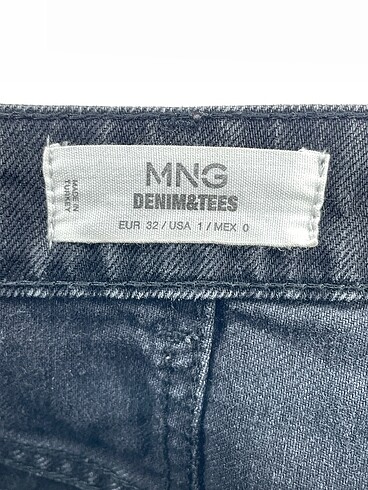 MNG
DENIM&TEES
EUR 32 / USA 1 / MEX 0
MADE IN
TURKEY